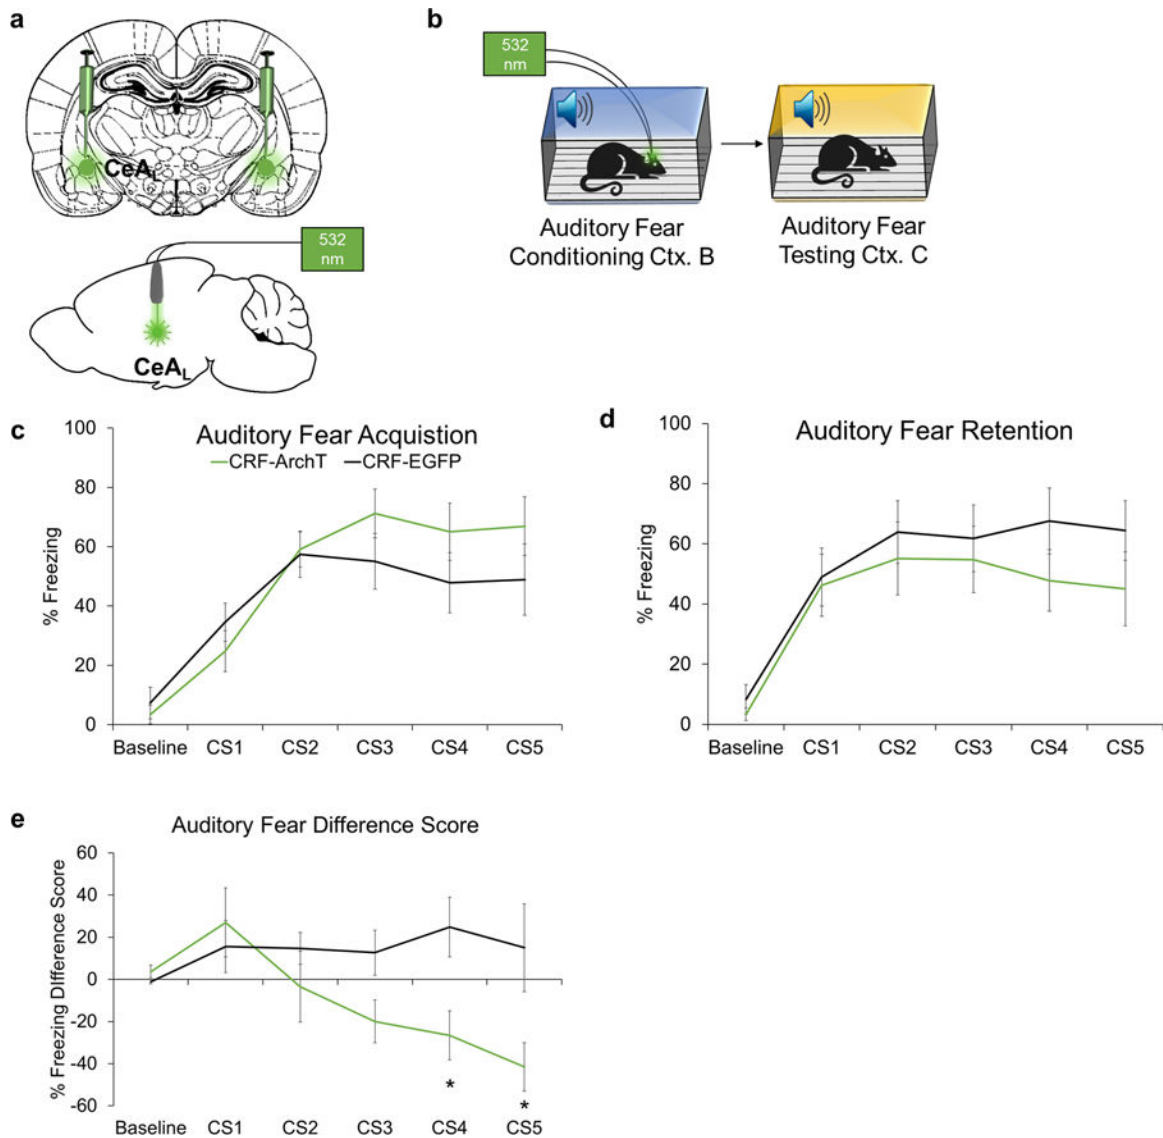 a
CeAL
532
nm
CeAL
b
532
nm
Auditory Fear
Conditioning Ctx. B
Auditory Fear
Testing Ctx. C
c
Auditory Fear Acquistion
CRF-ArchT CRF-EGFP
% Freezing
100
80
60
40
20
0
Baseline CS1 CS2 CS3 CS4 CS5
d
Auditory Fear Retention
% Freezing
100
80
60
40
20
0
Baseline CS1 CS2 CS3 CS4 CS5
e
Auditory Fear Difference Score
% Freezing DIfference Score
60
40
20
0
-20
-40
-60
*
*
Baseline CS1 CS2 CS3 CS4 CS5